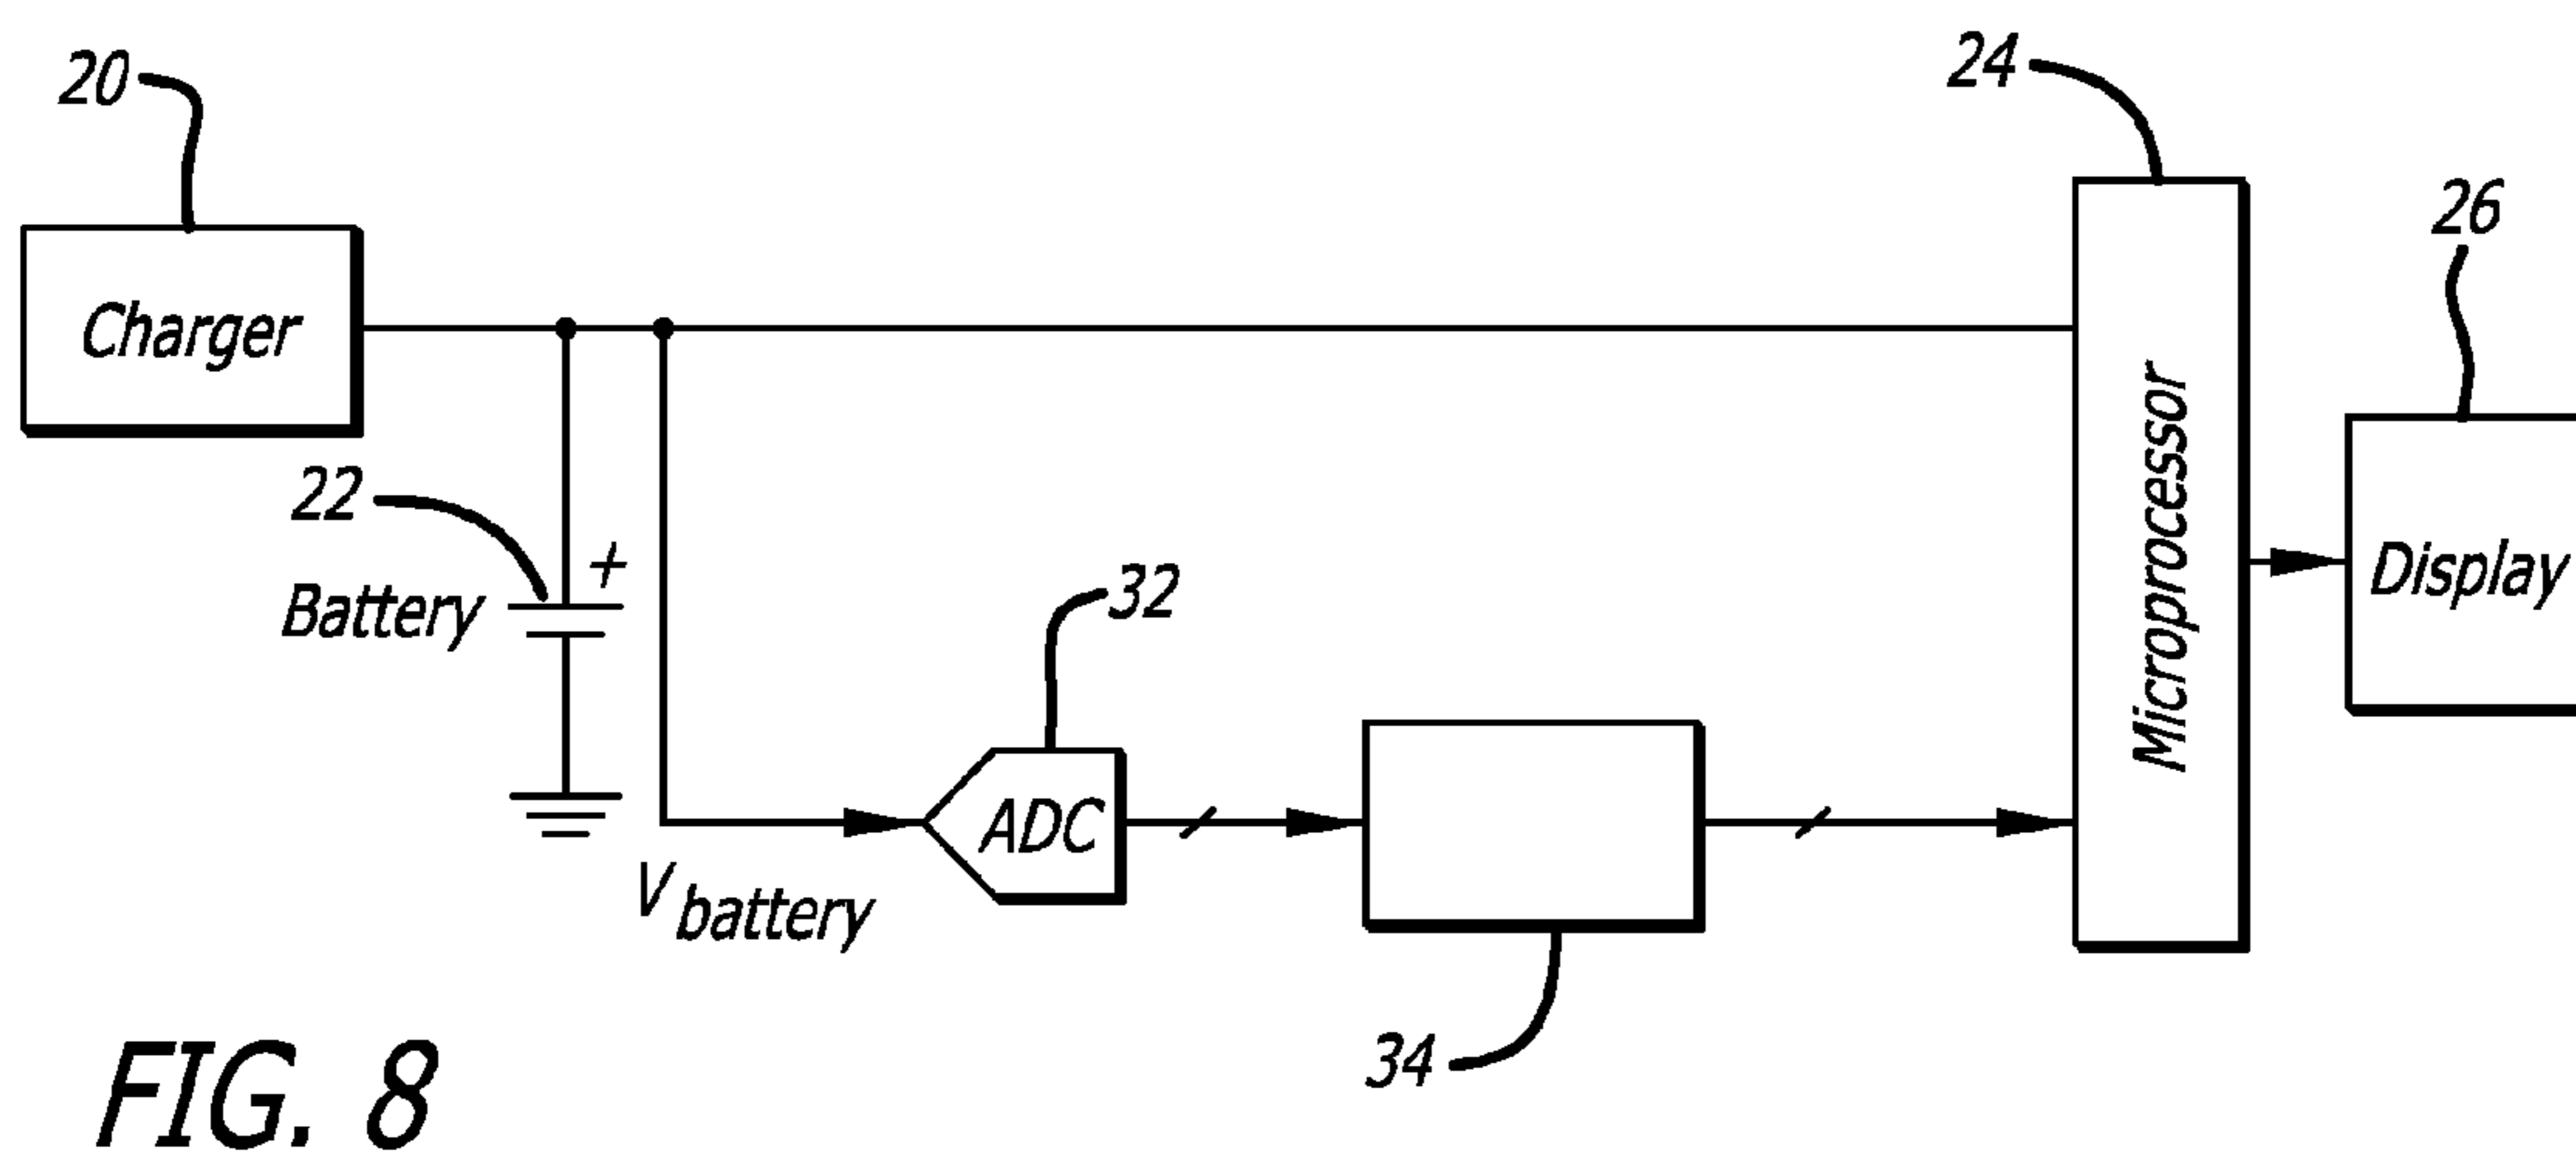 20
24
26
Charger
22
+
Battery
32
Microprocessor
Display
ADC
V battery
34
FIG. 8